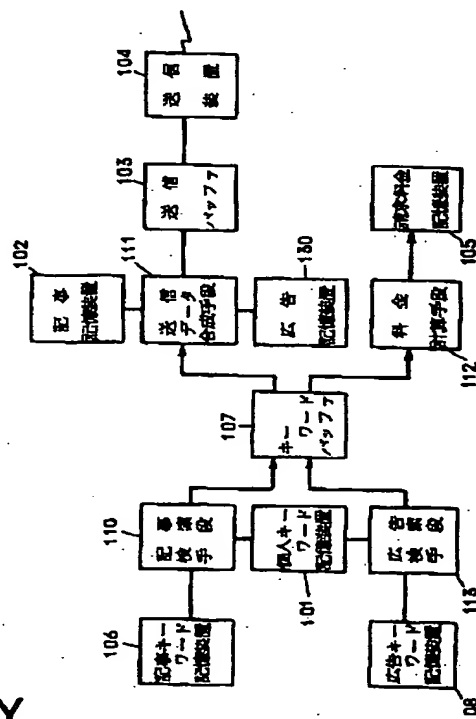 104
送信
装置
103
送信
バッファ
102
記事
記憶装置
111
送信
データ
合成手段
130
広告
記憶装置
請求料金
記憶装置
105
料金
計算手段
112
107
キー
ワード
バッファ
110
記事
検索
手段
個人キー
ワード
記憶装置
101
広告
検索
手段
113
106
記事キー
ワード
記憶装置
広告キー
ワード
記憶装置
08
Y